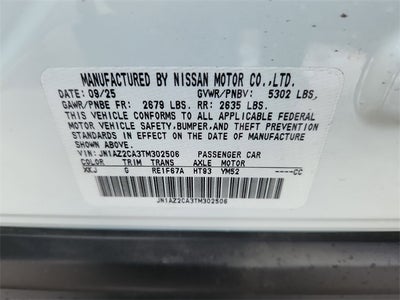 MANUFACTURED BY NISSAN MOTOR CO.,LTD.
DATE: 09/25 GVWR/PNBV: 5302 LBS,
GAWR/PNBE FR: 2679 LBS. RR: 2635 LBS.
THIS VEHICLE CONFORMS TO ALL APPLICABLE FEDERAL
MOTOR VEHICLE SAFETY,BUMPER,AND THEFT PREVENTION
STANDARDS IN EFFECT ON THE DATE OF MANUFACTURE
SHOWN ABOVE.
VIN: JN1AZ2CA3TM302506 PASSENGER CAR
COLOR TRIM TRANS AXLE MOTOR
XKJ G RE1F67A HT93 YM52 ----CC
JN1AZ2CA3TM302506